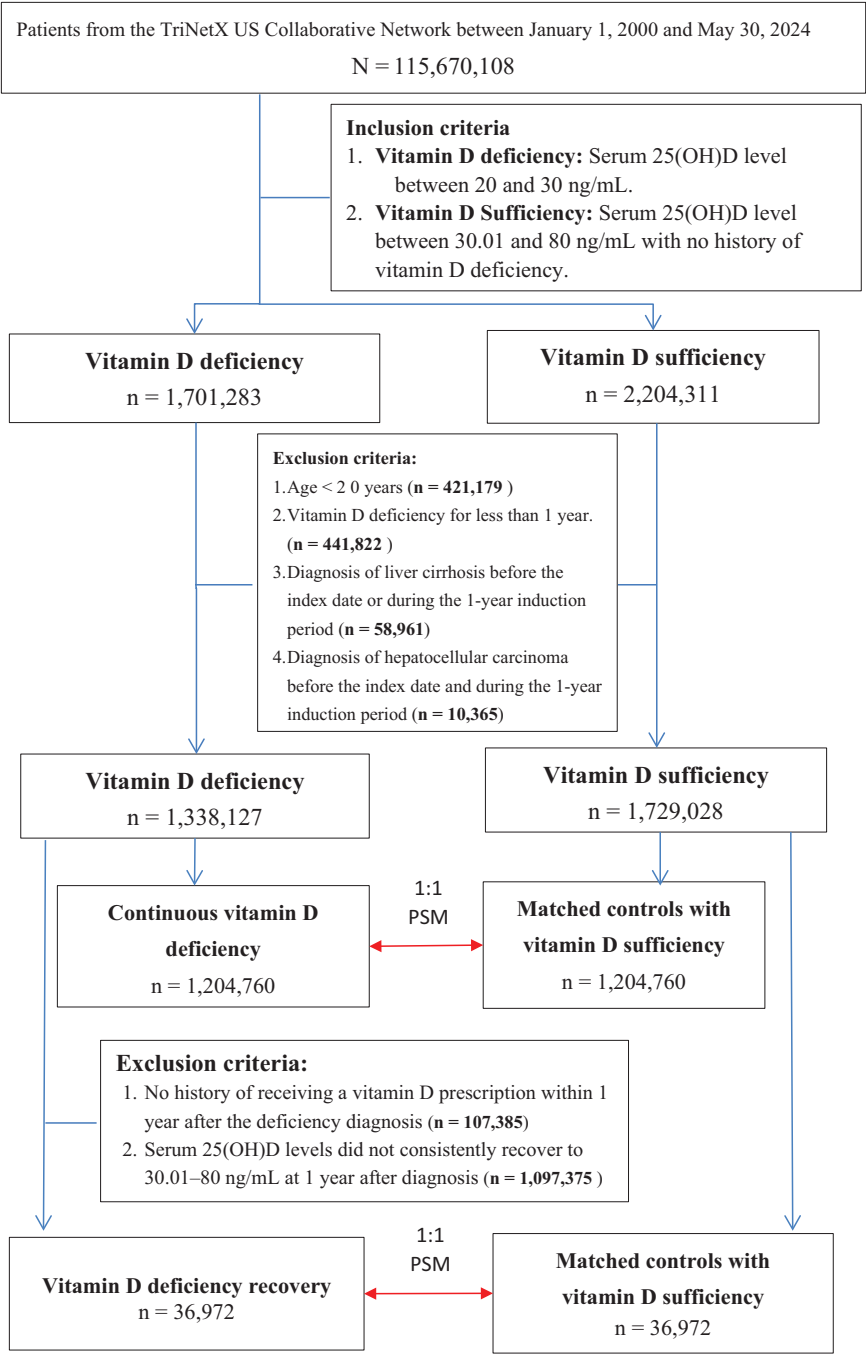 Patients from the TriNetX US Collaborative Network between January 1, 2000 and May 30, 2024
N = 115,670,108
Inclusion criteria
1. Vitamin D deficiency: Serum 25(OH)D level
between 20 and 30 ng/mL.
2. Vitamin D Sufficiency: Serum 25(OH)D level
between 30.01 and 80 ng/mL with no history of
vitamin D deficiency.
Vitamin D deficiency
n = 1,701,283
Vitamin D sufficiency
n = 2,204,311
Exclusion criteria:
1.Age < 2 0 years (n = 421,179 )
2.Vitamin D deficiency for less than 1 year.
(n = 441,822 )
3.Diagnosis of liver cirrhosis before the
index date or during the 1-year induction
period (n = 58,961)
4.Diagnosis of hepatocellular carcinoma
before the index date and during the 1-year
induction period (n = 10,365)
Vitamin D deficiency
n = 1,338,127
Vitamin D sufficiency
n = 1,729,028
Continuous vitamin D
deficiency
n = 1,204,760
1:1
PSM
Matched controls with
vitamin D sufficiency
n = 1,204,760
Exclusion criteria:
1. No history of receiving a vitamin D prescription within 1
year after the deficiency diagnosis (n = 107,385)
2. Serum 25(OH)D levels did not consistently recover to
30.01–80 ng/mL at 1 year after diagnosis (n = 1,097,375 )
Vitamin D deficiency recovery
n = 36,972
1:1
PSM
Matched controls with
vitamin D sufficiency
n = 36,972